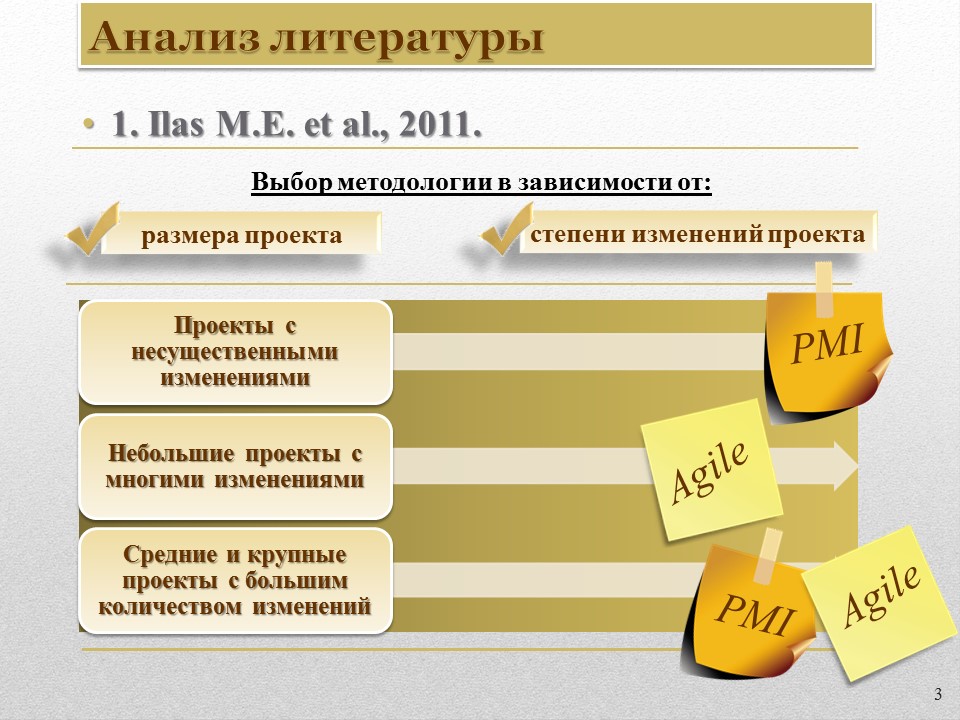 Анализ литературы
• 1. Ilas M.E. et al., 2011.
Выбор методологии в зависимости от:
размера проекта
степени изменений проекта
Проекты с
несущественными
изменениями
PMI
Небольшие проекты с
многими изменениями
Agile
Средние и крупные
проекты с большим
количеством изменений
PMI
Agile
3